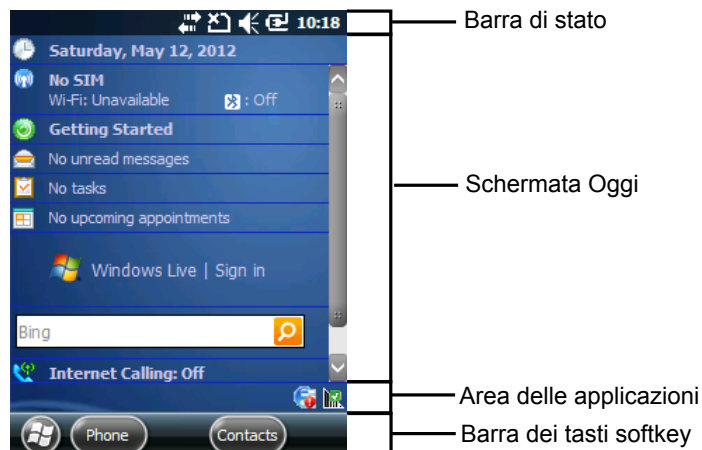 10:18
Barra di stato
Saturday, May 12, 2012
No SIM
Wi-Fi: Unavailable : Off
Getting Started
No unread messages
No tasks
Schermata Oggi
No upcoming appointments
Windows Live | Sign in
Bing
Internet Calling: Off
Area delle applicazioni
Phone Contacts
Barra dei tasti softkey